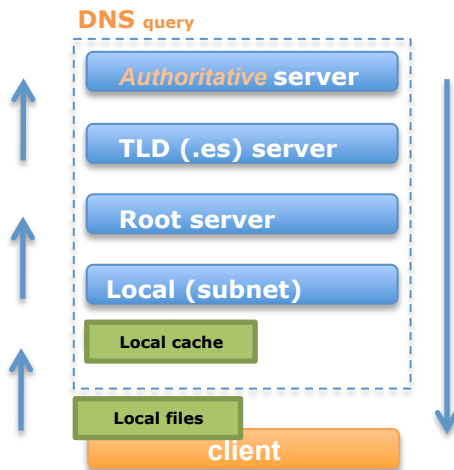 DNS query
Authoritative server
TLD (.es) server
Root server
Local (subnet)
Local cache
Local files
client